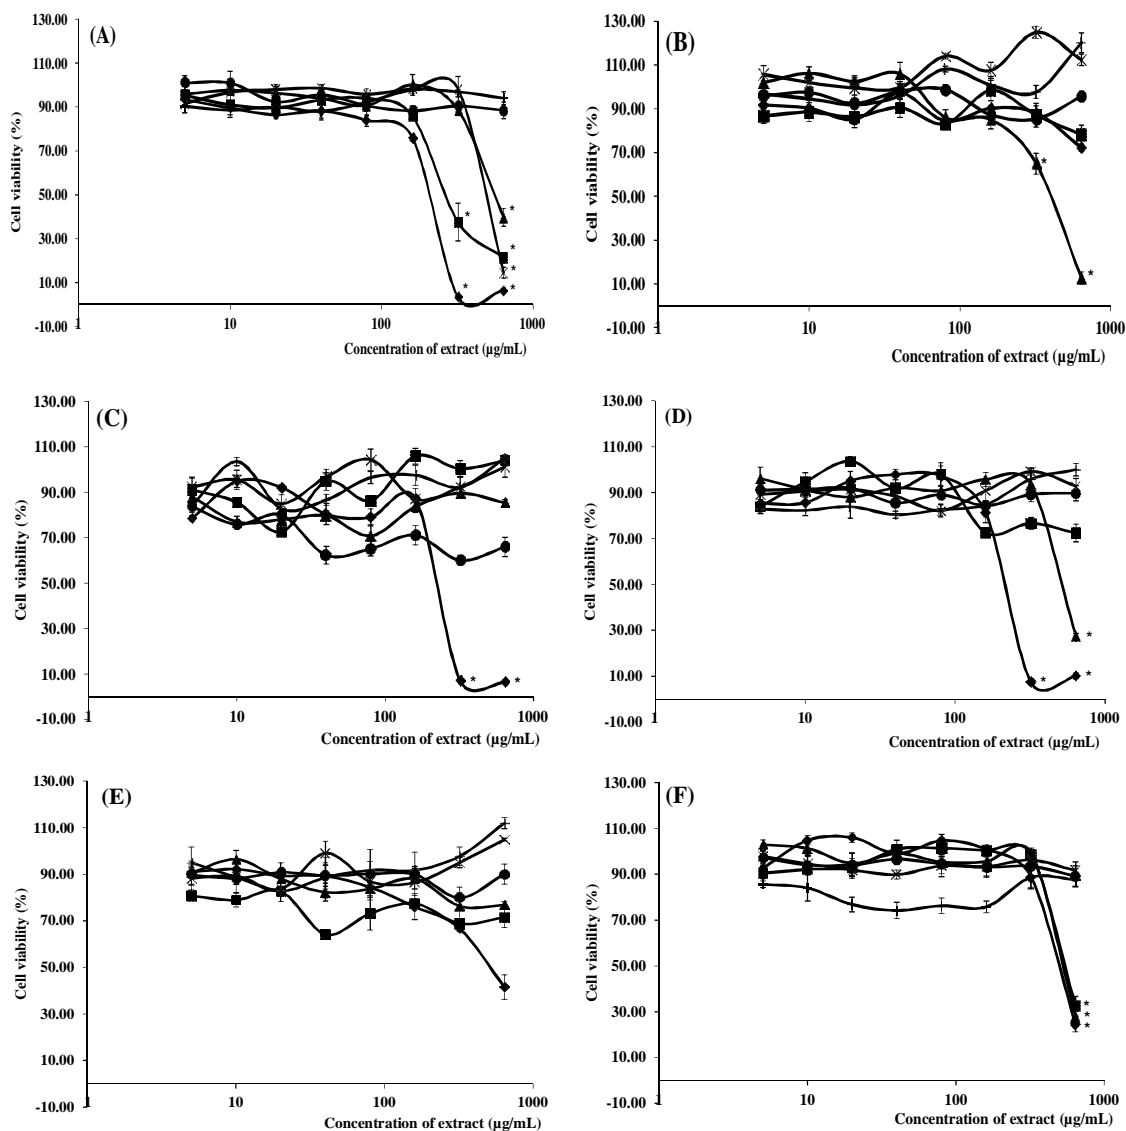 (A)
130.00
110.00
90.00
70.00
50.00
30.00
10.00
-10.00
Cell viability (%)
1 10 100 1000
Concentration of extract (µg/mL)
* * * * * *
(B)
130.00
110.00
90.00
70.00
50.00
30.00
10.00
-10.00
Cell viability (%)
1 10 100 1000
Concentration of extract (µg/mL)
* *
(C)
130.00
110.00
90.00
70.00
50.00
30.00
10.00
-10.00
Cell viability (%)
1 10 100 1000
Concentration of extract (µg/mL)
* *
(D)
130.00
110.00
90.00
70.00
50.00
30.00
10.00
-10.00
Cell viability (%)
1 10 100 1000
Concentration of extract (µg/mL)
* * *
(E)
130.00
110.00
90.00
70.00
50.00
30.00
10.00
-10.00
Cell viability (%)
1 10 100 1000
Concentration of extract (µg/mL)
(F)
130.00
110.00
90.00
70.00
50.00
30.00
10.00
-10.00
Cell viability (%)
1 10 100 1000
Concentration of extract (µg/mL)
* * *